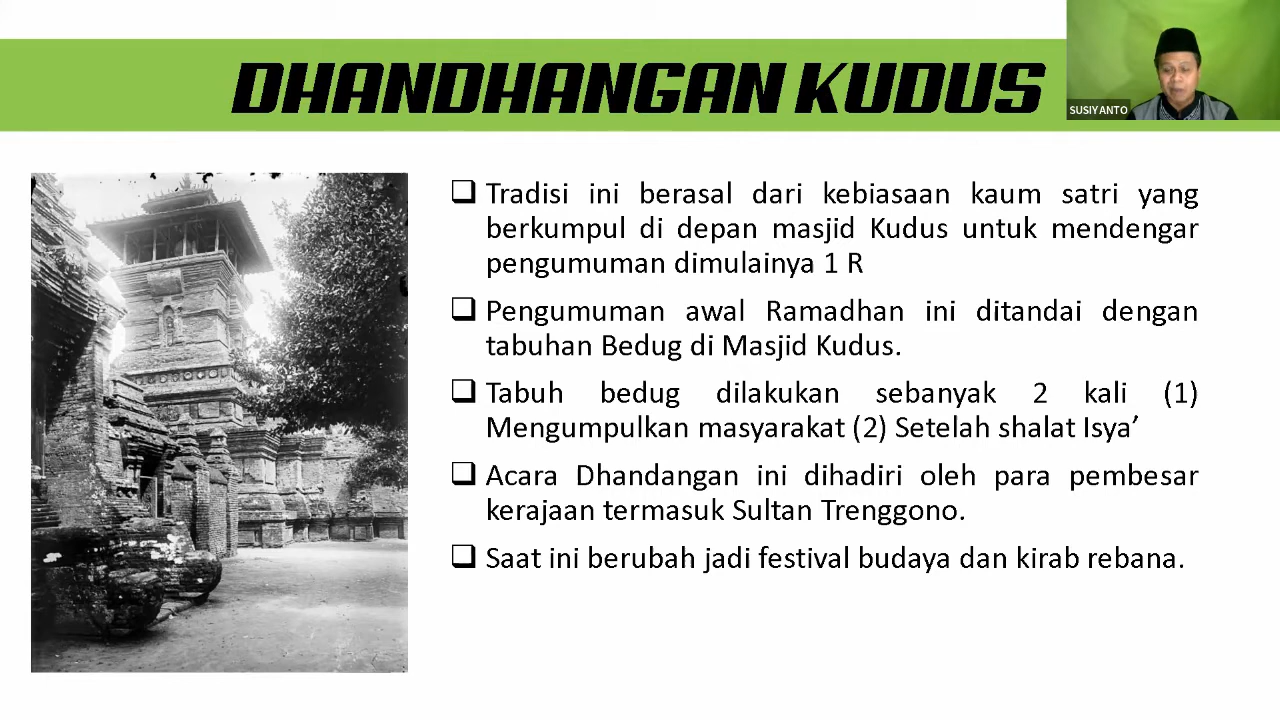 DHANDHANGAN KUDUS
SUSIYANTO
Tradisi ini berasal dari kebiasaan kaum satri yang
berkumpul di depan masjid Kudus untuk mendengar
pengumuman dimulainya 1 R
Pengumuman awal Ramadhan ini ditandai dengan
tabuhan Bedug di Masjid Kudus.
Tabuh bedug dilakukan sebanyak 2 kali (1)
Mengumpulkan masyarakat (2) Setelah shalat Isya’
Acara Dhandangan ini dihadiri oleh para pembesar
kerajaan termasuk Sultan Trenggono.
Saat ini berubah jadi festival budaya dan kirab rebana.